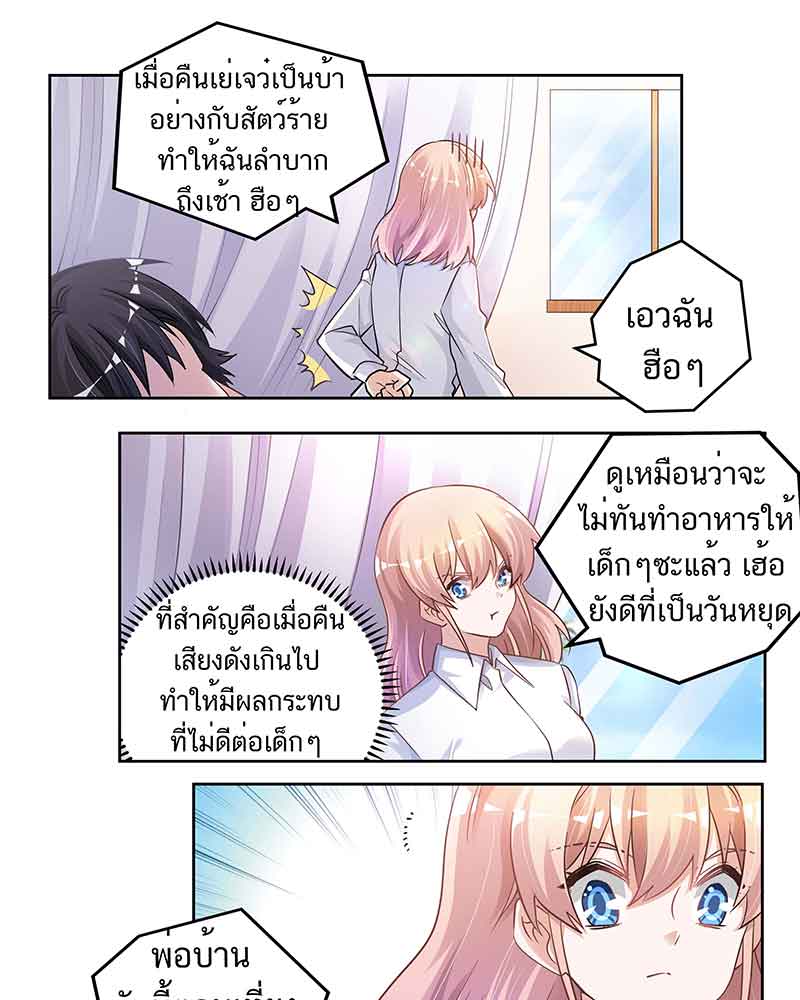 เมื่อคืนเย่เจว๋เป็นบ้า
อย่างกับสัตว์ร้าย
ทำให้ฉันลำบาก
ถึงเช้า ฮือๆ
เอวฉัน
ฮือๆ
ดูเหมือนว่าจะ
ไม่ทันทำอาหารให้
เด็กๆซะแล้ว เฮ้อ
ยังดีที่เป็นวันหยุด
ที่สำคัญคือเมื่อคืน
เสียงดังเกินไป
ทำให้มีผลกระทบ
ที่ไม่ดีต่อเด็กๆ
พ่อบ้าน